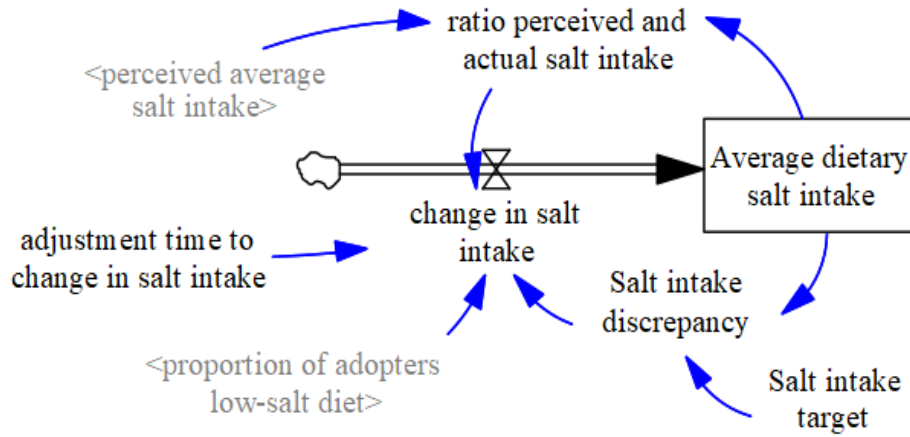 ratio perceived and
actual salt intake
<perceived average
salt intake>
Average dietary
salt intake
change in salt
intake
adjustment time to
change in salt intake
Salt intake
discrepancy
<proportion of adopters
low-salt diet>
Salt intake
target